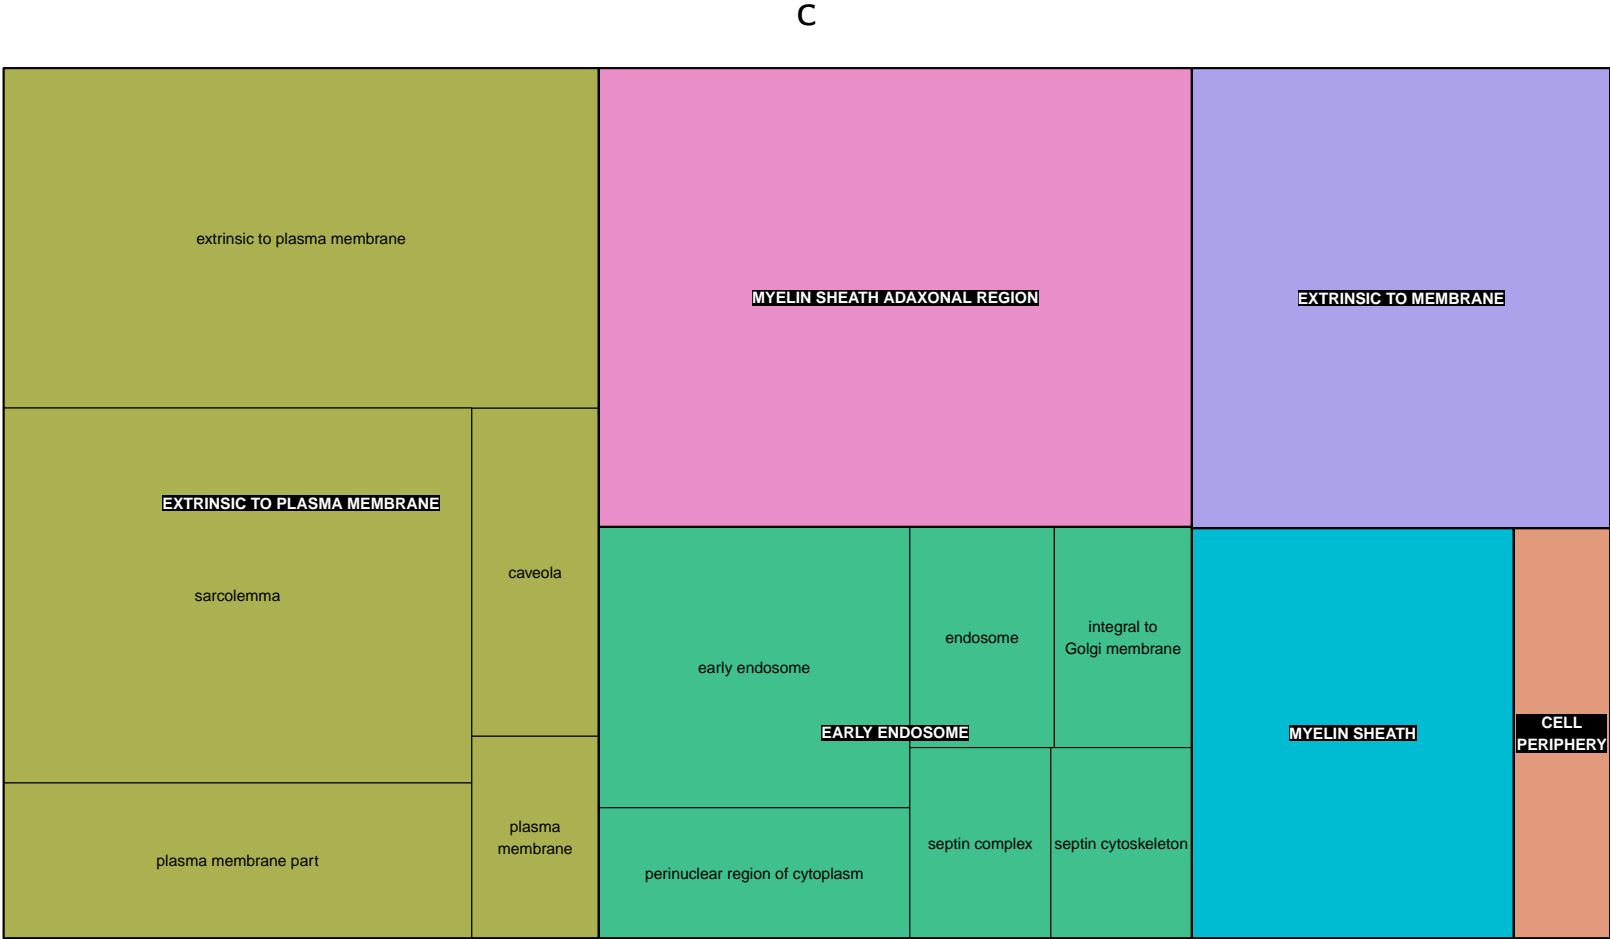 C
extrinsic to plasma membrane
EXTRINSIC TO PLASMA MEMBRANE
sarcolemma
caveola
plasma membrane part
plasma
membrane
MYELIN SHEATH ADAXONAL REGION
early endosome
endosome
integral to
Golgi membrane
EARLY ENDOSOME
perinuclear region of cytoplasm
septin complex
septin cytoskeleton
EXTRINSIC TO MEMBRANE
MYELIN SHEATH
CELL
PERIPHERY